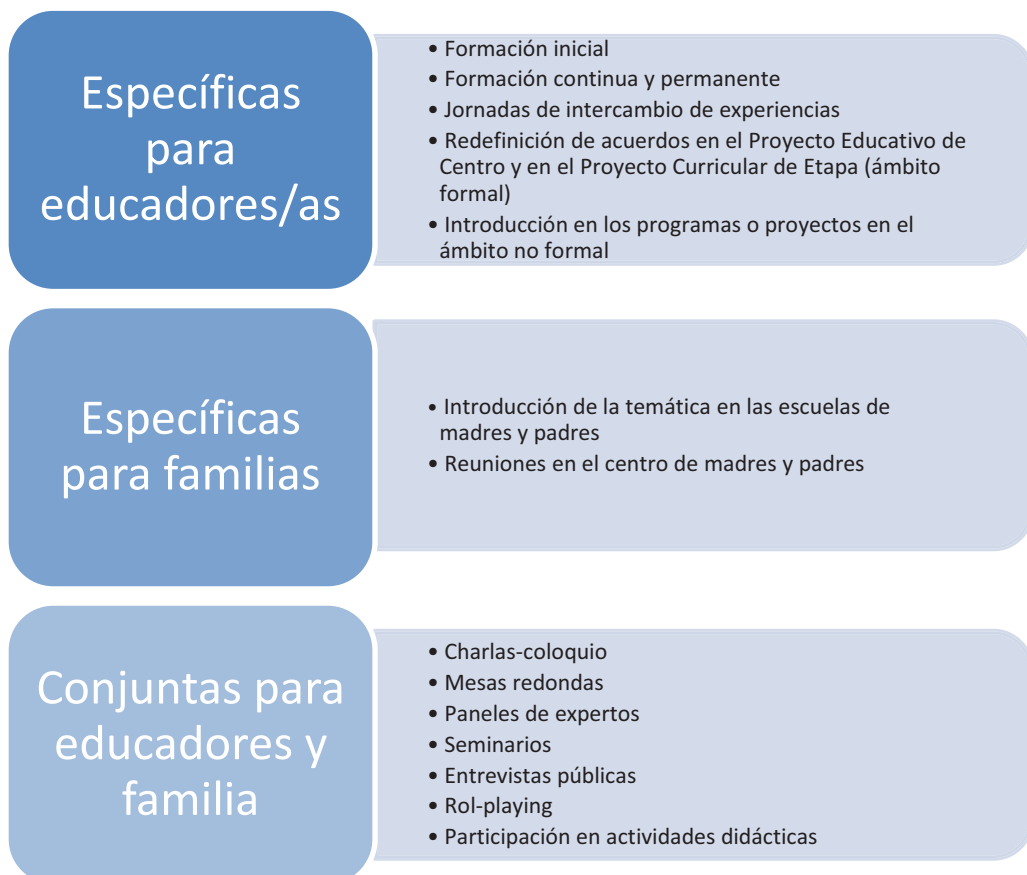 Específicas
para
educadores/as
• Formación inicial
• Formación continua y permanente
• Jornadas de intercambio de experiencias
• Redefinición de acuerdos en el Proyecto Educativo de
Centro y en el Proyecto Curricular de Etapa (ámbito
formal)
• Introducción en los programas o proyectos en el
ámbito no formal
Específicas
para familias
• Introducción de la temática en las escuelas de
madres y padres
• Reuniones en el centro de madres y padres
Conjuntas para
educadores y
familia
• Charlas-coloquio
• Mesas redondas
• Paneles de expertos
• Seminarios
• Entrevistas públicas
• Rol-playing
• Participación en actividades didácticas